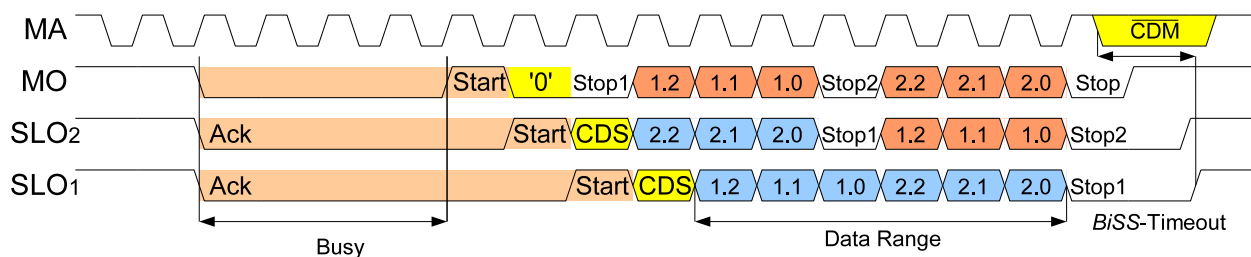 MA CDM
MO Start '0' Stop1 1.2 1.1 1.0 Stop2 2.2 2.1 2.0 Stop
SLO2 Ack Start CDS 2.2 2.1 2.0 Stop1 1.2 1.1 1.0 Stop2
SLO1 Ack Start CDS 1.2 1.1 1.0 2.2 2.1 2.0 Stop1
Busy Data Range BiSS-Timeout